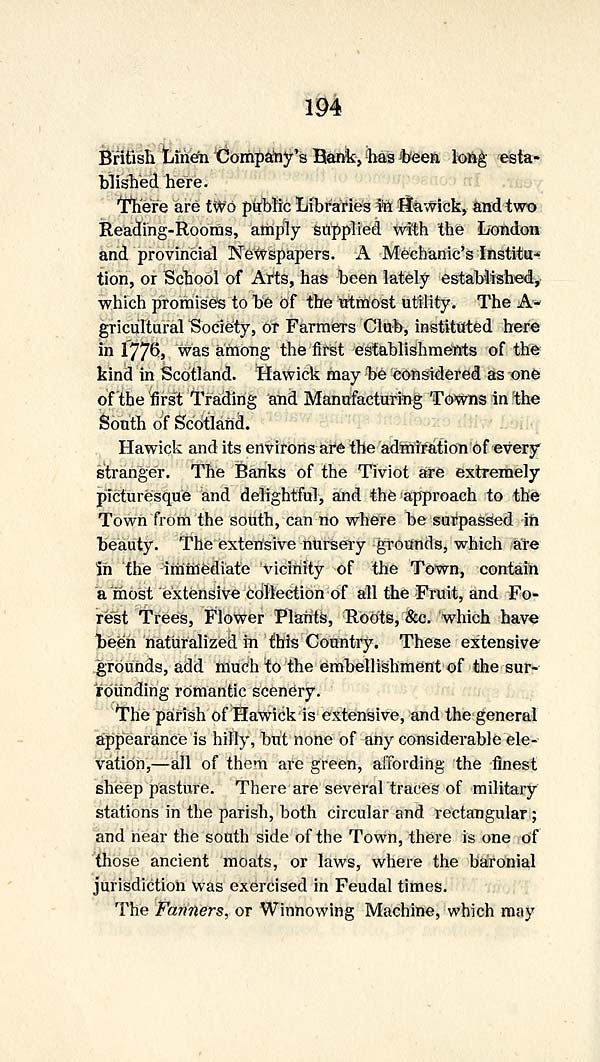 194
British Linen Company's Bank, has been long esta-
blished here.
There are two public Libraries in Hawick, and two
Reading-Rooms, amply supplied with the London
and provincial Newspapers. A Mechanic's Institu-
tion, or School of Arts, has been lately established,
which promises to be of the utmost utility. The A-
gricultural Society, or Farmers Club, instituted here
in 1776, was among the first establishments of the
kind in Scotland. Hawick may be considered as one
of the first Trading and Manufacturing Towns in the
South of Scotland.
Hawick and its environs are the admiration of every
stranger. The Banks of the Tiviot are extremely
picturesque and delightful, and the approach to the
Town from the south, can no where be surpassed in
beauty. The extensive nursery grounds, which are
in the immediate vicinity of the Town, contain
a most extensive collection of all the Fruit, and Fo-
rest Trees, Flower Plants, Roots, &c. which have
been naturalized in this Country. These extensive
grounds, add much to the embellishment of the sur-
rounding romantic scenery.
The parish of Hawick is extensive, and the general
appearance is hilly, but none of any considerable ele-
vation,—all of them are green, affording the finest
sheep pasture. There are several traces of military
stations in the parish, both circular and rectangular;
and near the south side of the Town, there is one of
those ancient moats, or laws, where the baronial
jurisdiction was exercised in Feudal times.
The Fanners, or Winnowing Machine, which may